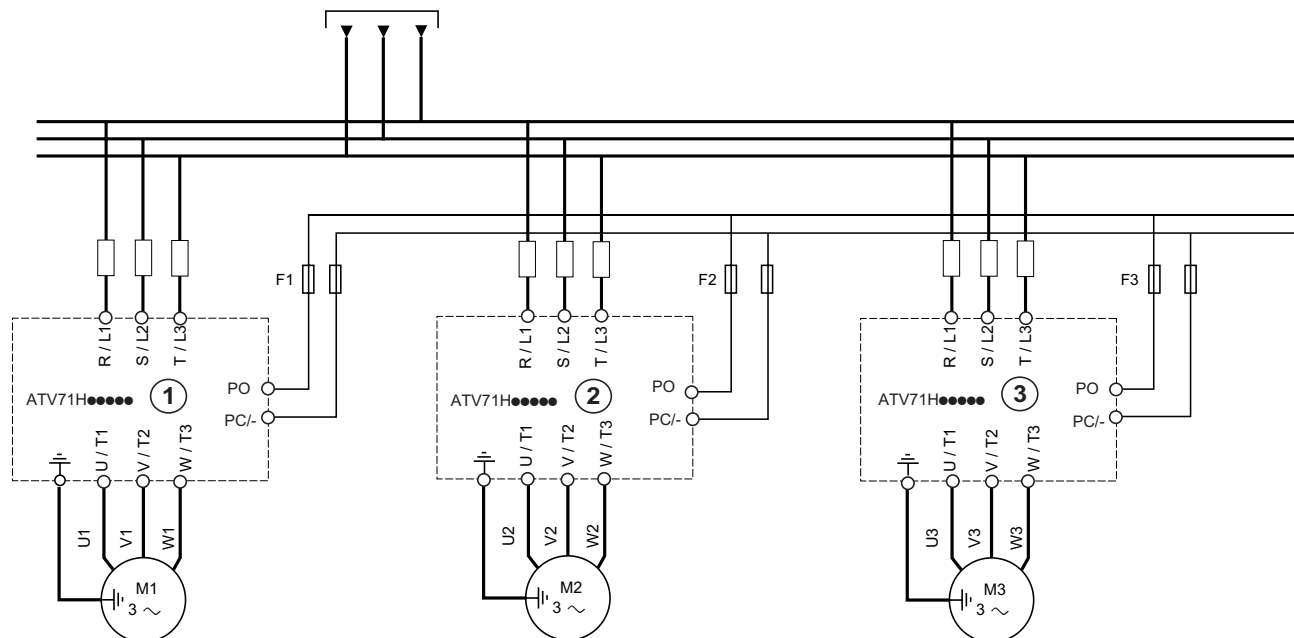 F1
F2
F3
R / L1
S / L2
T / L3
R / L1
S / L2
T / L3
R / L1
S / L2
T / L3
ATV71H●●●●●
1
PO
PC/-
ATV71H●●●●●
2
PO
PC/-
ATV71H●●●●●
3
PO
PC/-
U / T1
V / T2
W / T3
U / T1
V / T2
W / T3
U / T1
V / T2
W / T3
U1
V1
W1
U2
V2
W2
U3
V3
W3
M1
3 ~
M2
3 ~
M3
3 ~